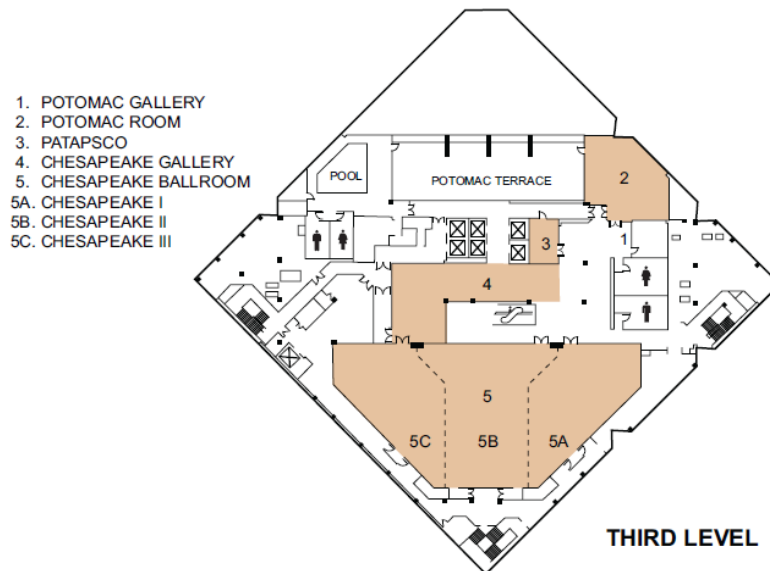 1. POTOMAC GALLERY
2. POTOMAC ROOM
3. PATAPSCO
4. CHESAPEAKE GALLERY
5. CHESAPEAKE BALLROOM
5A. CHESAPEAKE I
5B. CHESAPEAKE II
5C. CHESAPEAKE III
POOL
POTOMAC TERRACE
2
1
3
4
5
5C
5B
5A
THIRD LEVEL